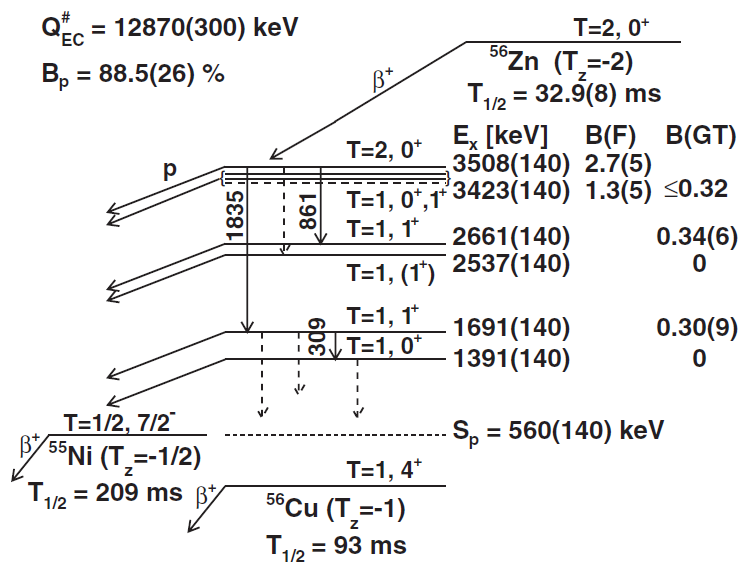 Q#EC = 12870(300) keV
Bp = 88.5(26) %
T=2, 0+
56Zn (Tz=-2)
T1/2 = 32.9(8) ms
β+
Ex [keV] B(F) B(GT)
p
T=2, 0+
3508(140) 2.7(5)
T=1, 0+,1+
3423(140) 1.3(5) ≤0.32
1835
861
T=1, 1+
2661(140) 0.34(6)
T=1, (1+)
2537(140) 0
T=1, 1+
1691(140) 0.30(9)
309
T=1, 0+
1391(140) 0
T=1/2, 7/2-
Sp = 560(140) keV
β+
55Ni (Tz=-1/2)
T1/2 = 209 ms
β+
T=1, 4+
56Cu (Tz=-1)
T1/2 = 93 ms